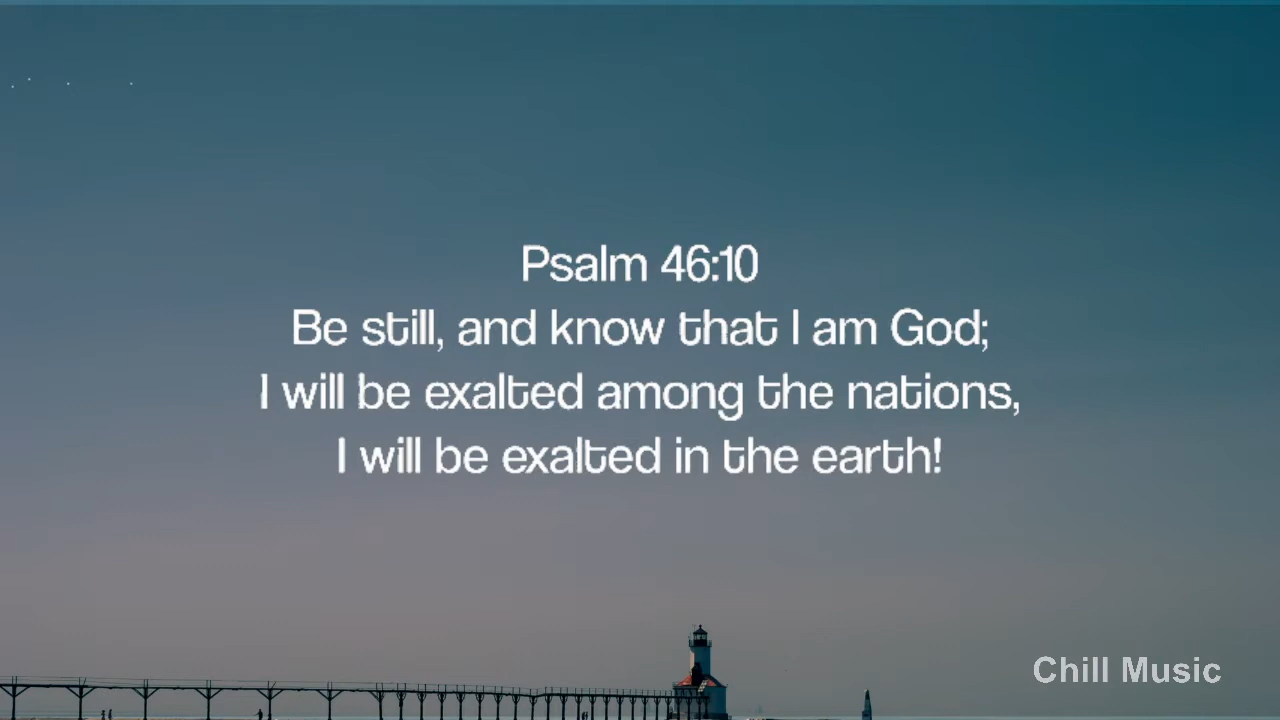 Psalm 46:10
Be still, and know that I am God;
I will be exalted among the nations,
I will be exalted in the earth!
Chill Music